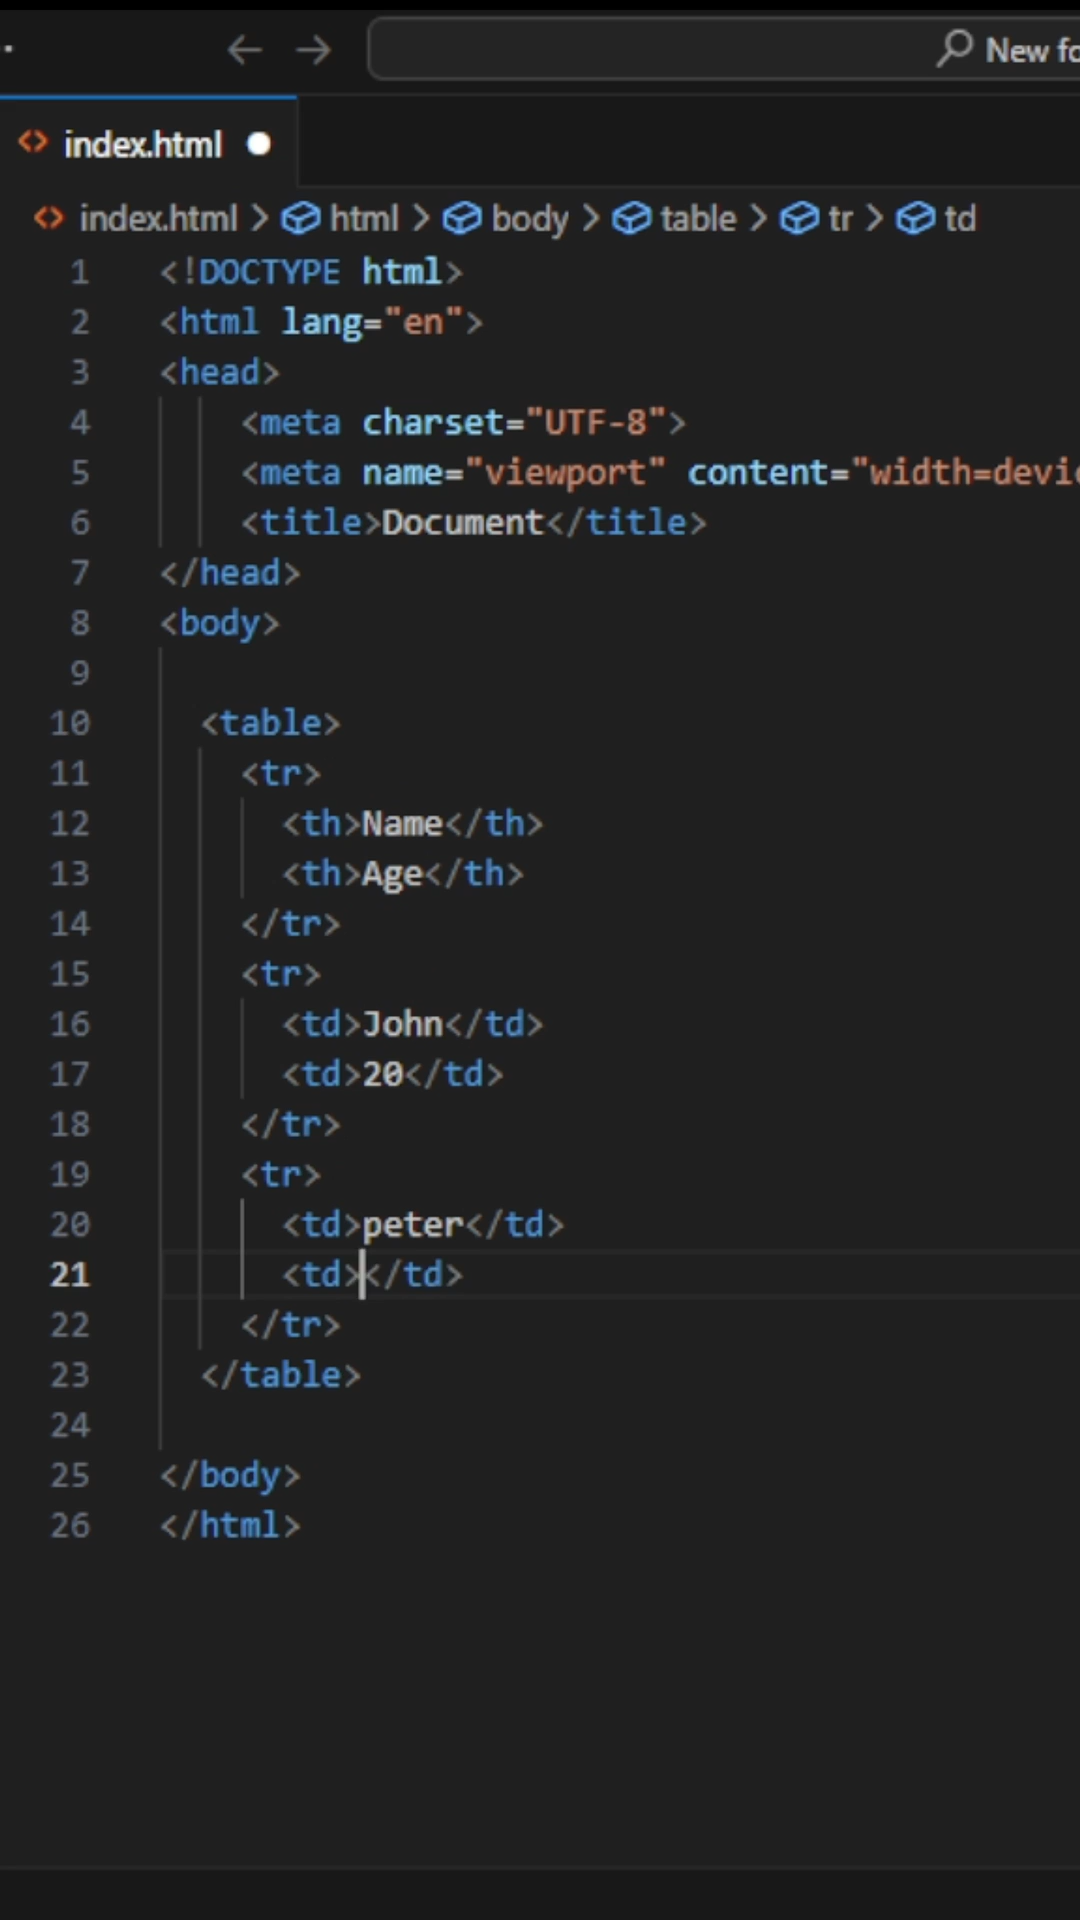 New fo
index.html
index.html > html > body > table > tr > td
1 <!DOCTYPE html>
2 <html lang="en">
3 <head>
4 <meta charset="UTF-8">
5 <meta name="viewport" content="width=devic
6 <title>Document</title>
7 </head>
8 <body>
9
10 <table>
11 <tr>
12 <th>Name</th>
13 <th>Age</th>
14 </tr>
15 <tr>
16 <td>John</td>
17 <td>20</td>
18 </tr>
19 <tr>
20 <td>peter</td>
21 <td></td>
22 </tr>
23 </table>
24
25 </body>
26 </html>